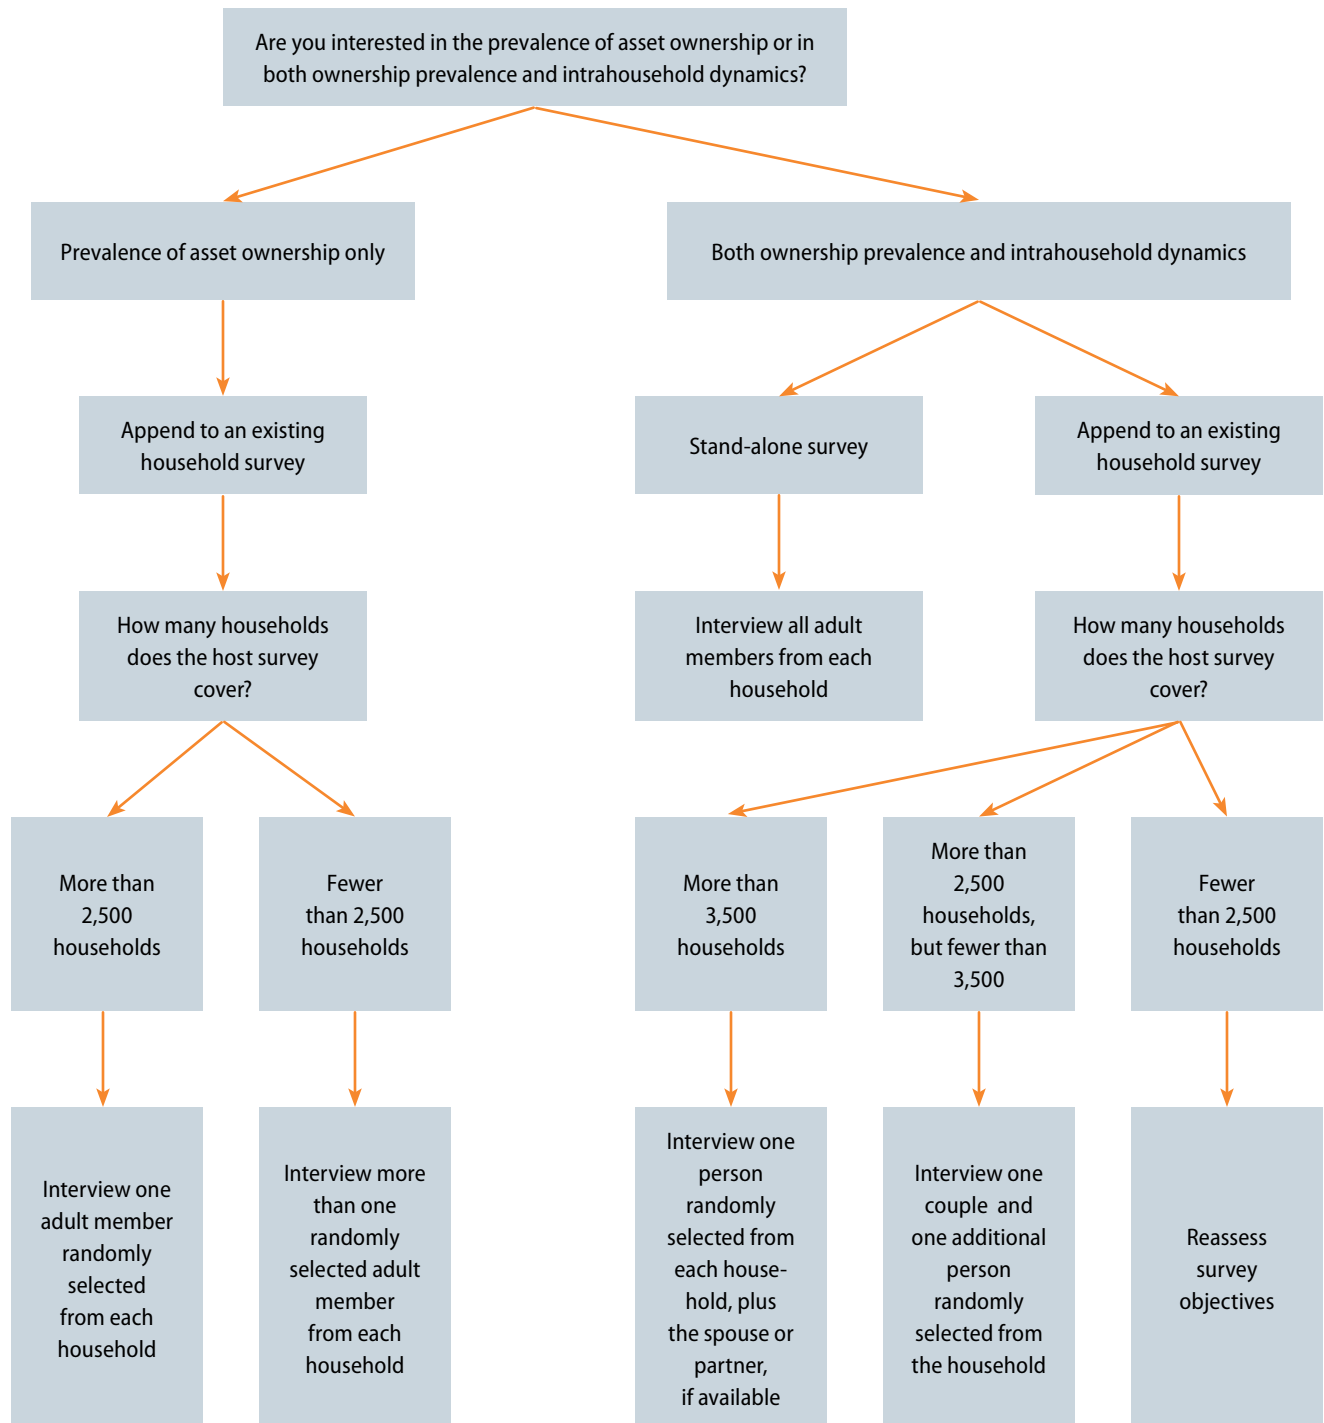 Are you interested in the prevalence of asset ownership or in
both ownership prevalence and intrahousehold dynamics?
Prevalence of asset ownership only
Both ownership prevalence and intrahousehold dynamics
Append to an existing
household survey
Stand-alone survey
Append to an existing
household survey
How many households
does the host survey
cover?
Interview all adult
members from each
household
How many households
does the host survey
cover?
More than
2,500
households
Fewer
than 2,500
households
More than
3,500
households
More than
2,500
households,
but fewer than
3,500
Fewer
than 2,500
households
Interview one
adult member
randomly
selected
from each
household
Interview more
than one
randomly
selected adult
member
from each
household
Interview one
person
randomly
selected from
each house-
hold, plus
the spouse or
partner,
if available
Interview one
couple and
one additional
person
randomly
selected from
the household
Reassess
survey
objectives